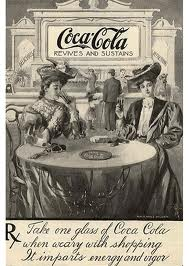 Coca-Cola
REVIVES AND SUSTAINS
Rx Take one glass of Coca Cola
when weary with shopping
It imparts energy and vigor